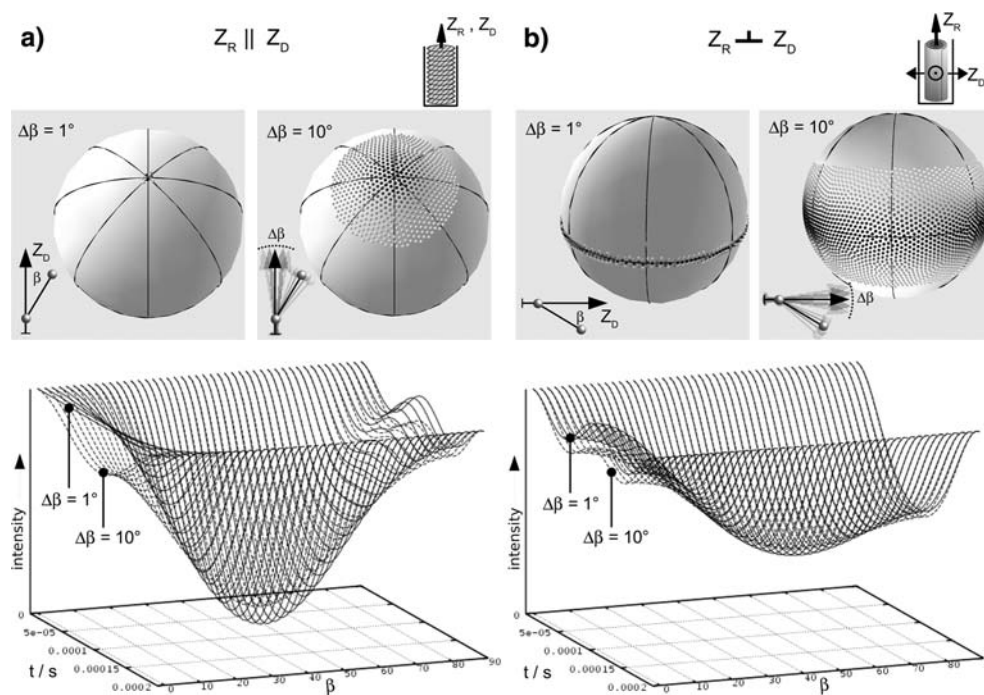 a)
Z_R || Z_D
Z_R , Z_D
Δβ = 1°
Z_D
β
Δβ = 10°
Δβ
β
intensity
Δβ = 1°
Δβ = 10°
0
5e-05
0.0001
0.00015
0.0002
t / s
0 10 20 30 40 50 60 70 80 90
β
b)
Z_R ⊥ Z_D
Z_R
Z_D
Δβ = 1°
β
Z_D
Δβ = 10°
Δβ
β
intensity
Δβ = 1°
Δβ = 10°
0
5e-05
0.0001
0.00015
0.0002
t / s
0 10 20 30 40 50 60 70 80
β